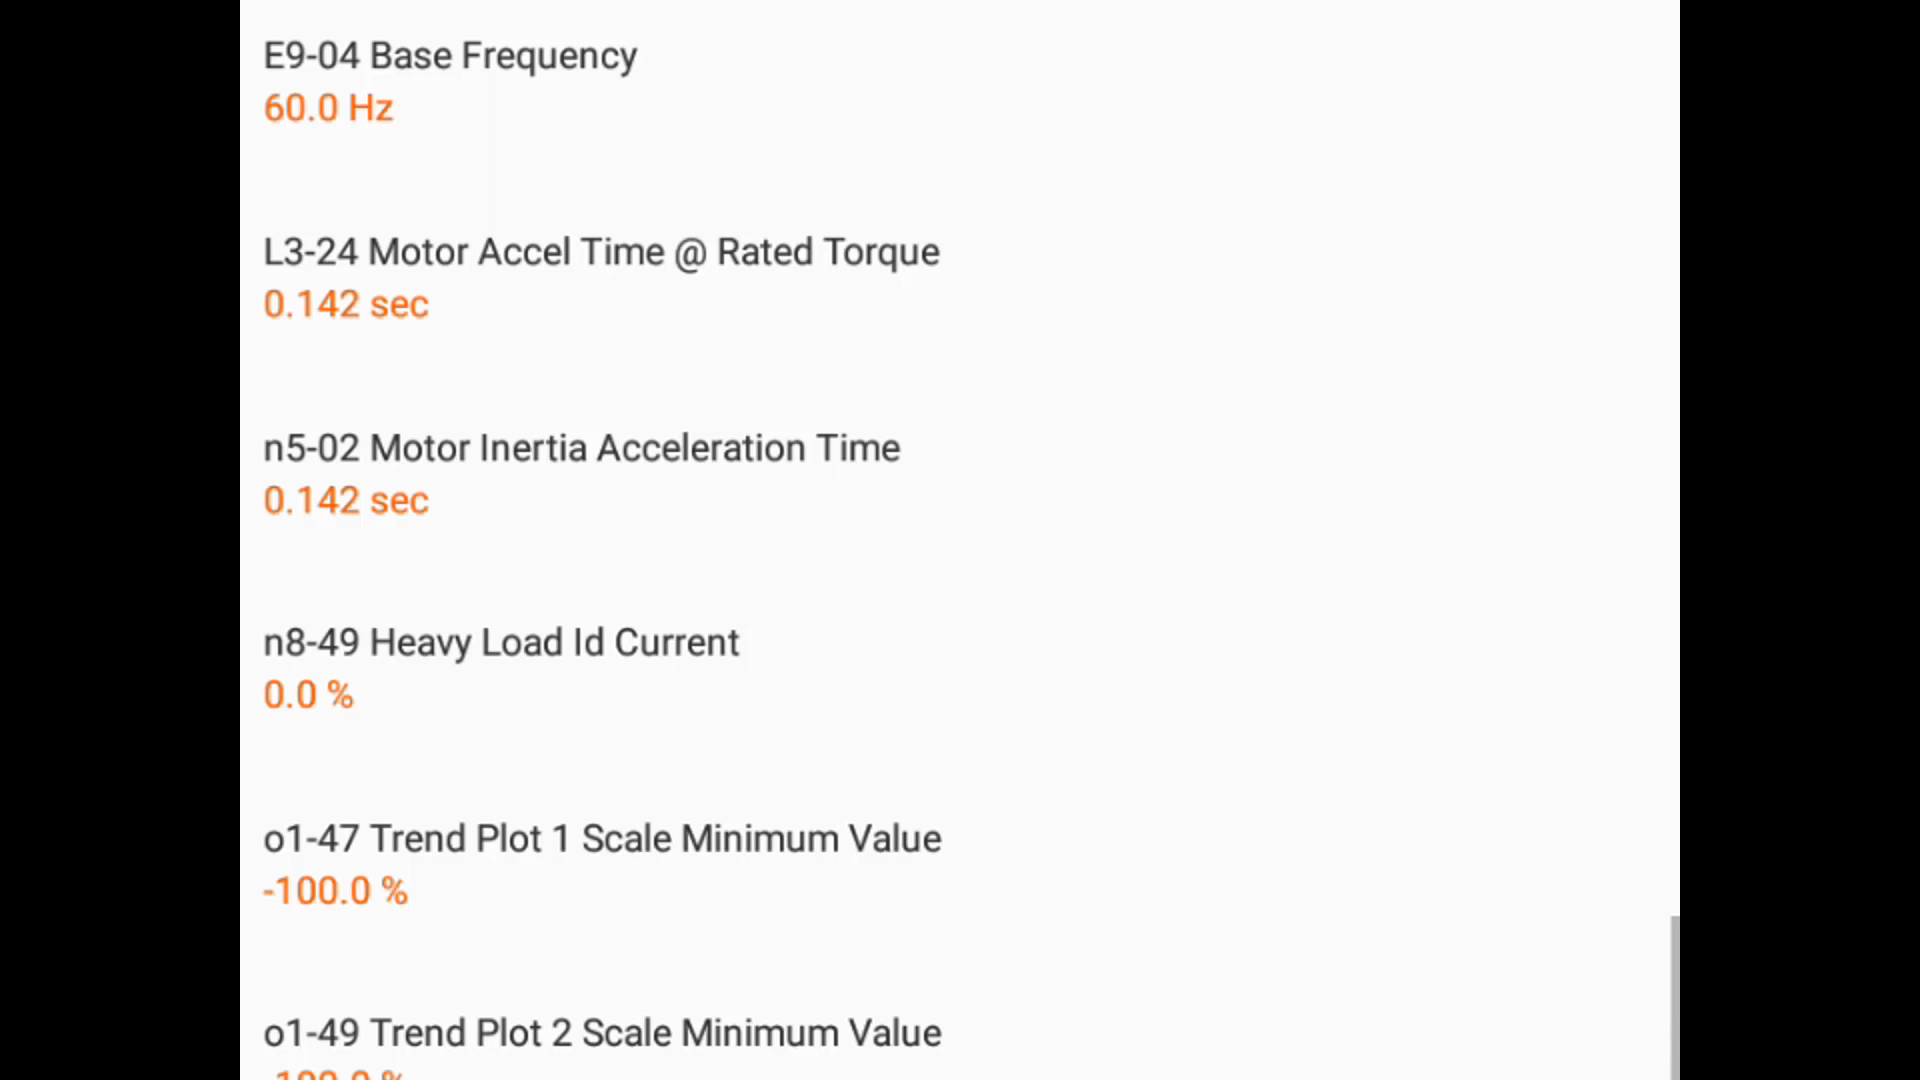 E9-04 Base Frequency
60.0 Hz
L3-24 Motor Accel Time @ Rated Torque
0.142 sec
n5-02 Motor Inertia Acceleration Time
0.142 sec
n8-49 Heavy Load Id Current
0.0 %
o1-47 Trend Plot 1 Scale Minimum Value
-100.0 %
o1-49 Trend Plot 2 Scale Minimum Value